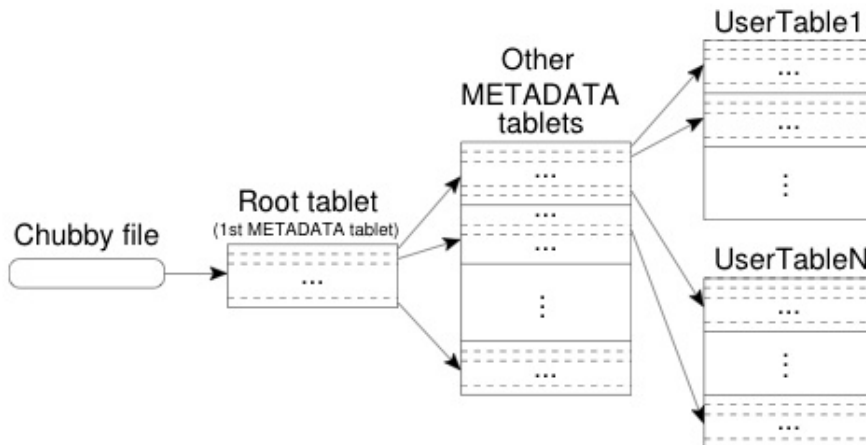 Chubby file
Root tablet
(1st METADATA tablet)
...
Other
METADATA
tablets
...
...
...
...
...
UserTable1
...
...
...
UserTableN
...
...
...